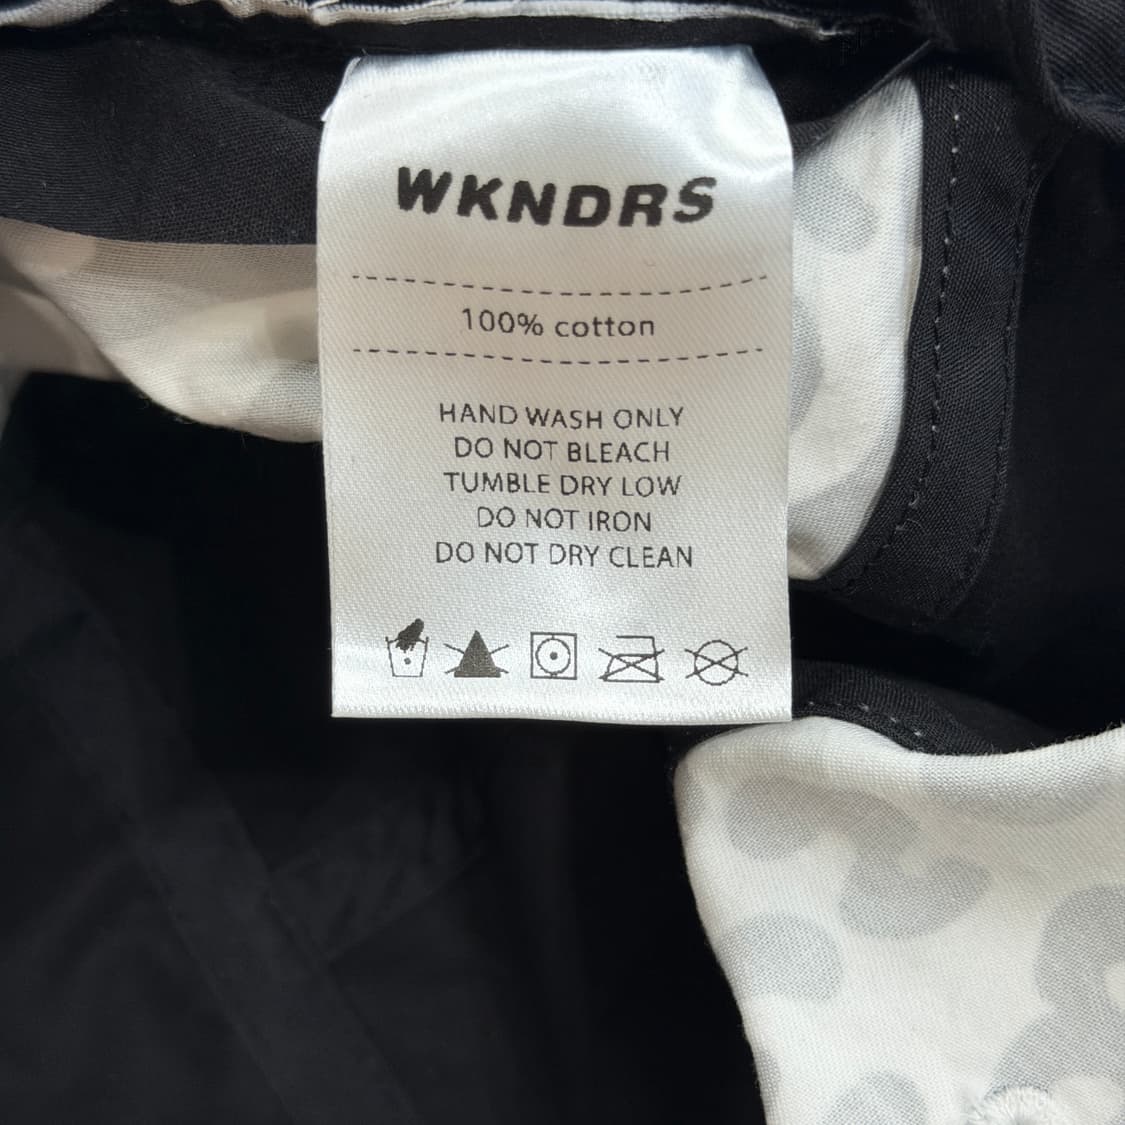 WKNDRS
100% cotton
HAND WASH ONLY
DO NOT BLEACH
TUMBLE DRY LOW
DO NOT IRON
DO NOT DRY CLEAN